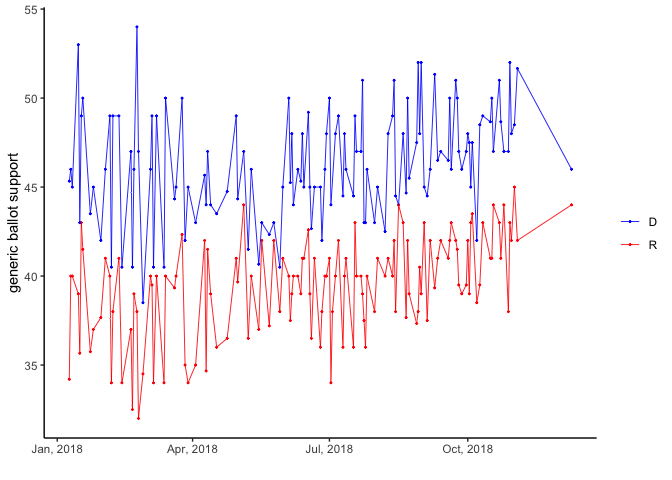 55
50
45
40
35
generic ballot support
Jan, 2018
Apr, 2018
Jul, 2018
Oct, 2018
D
R